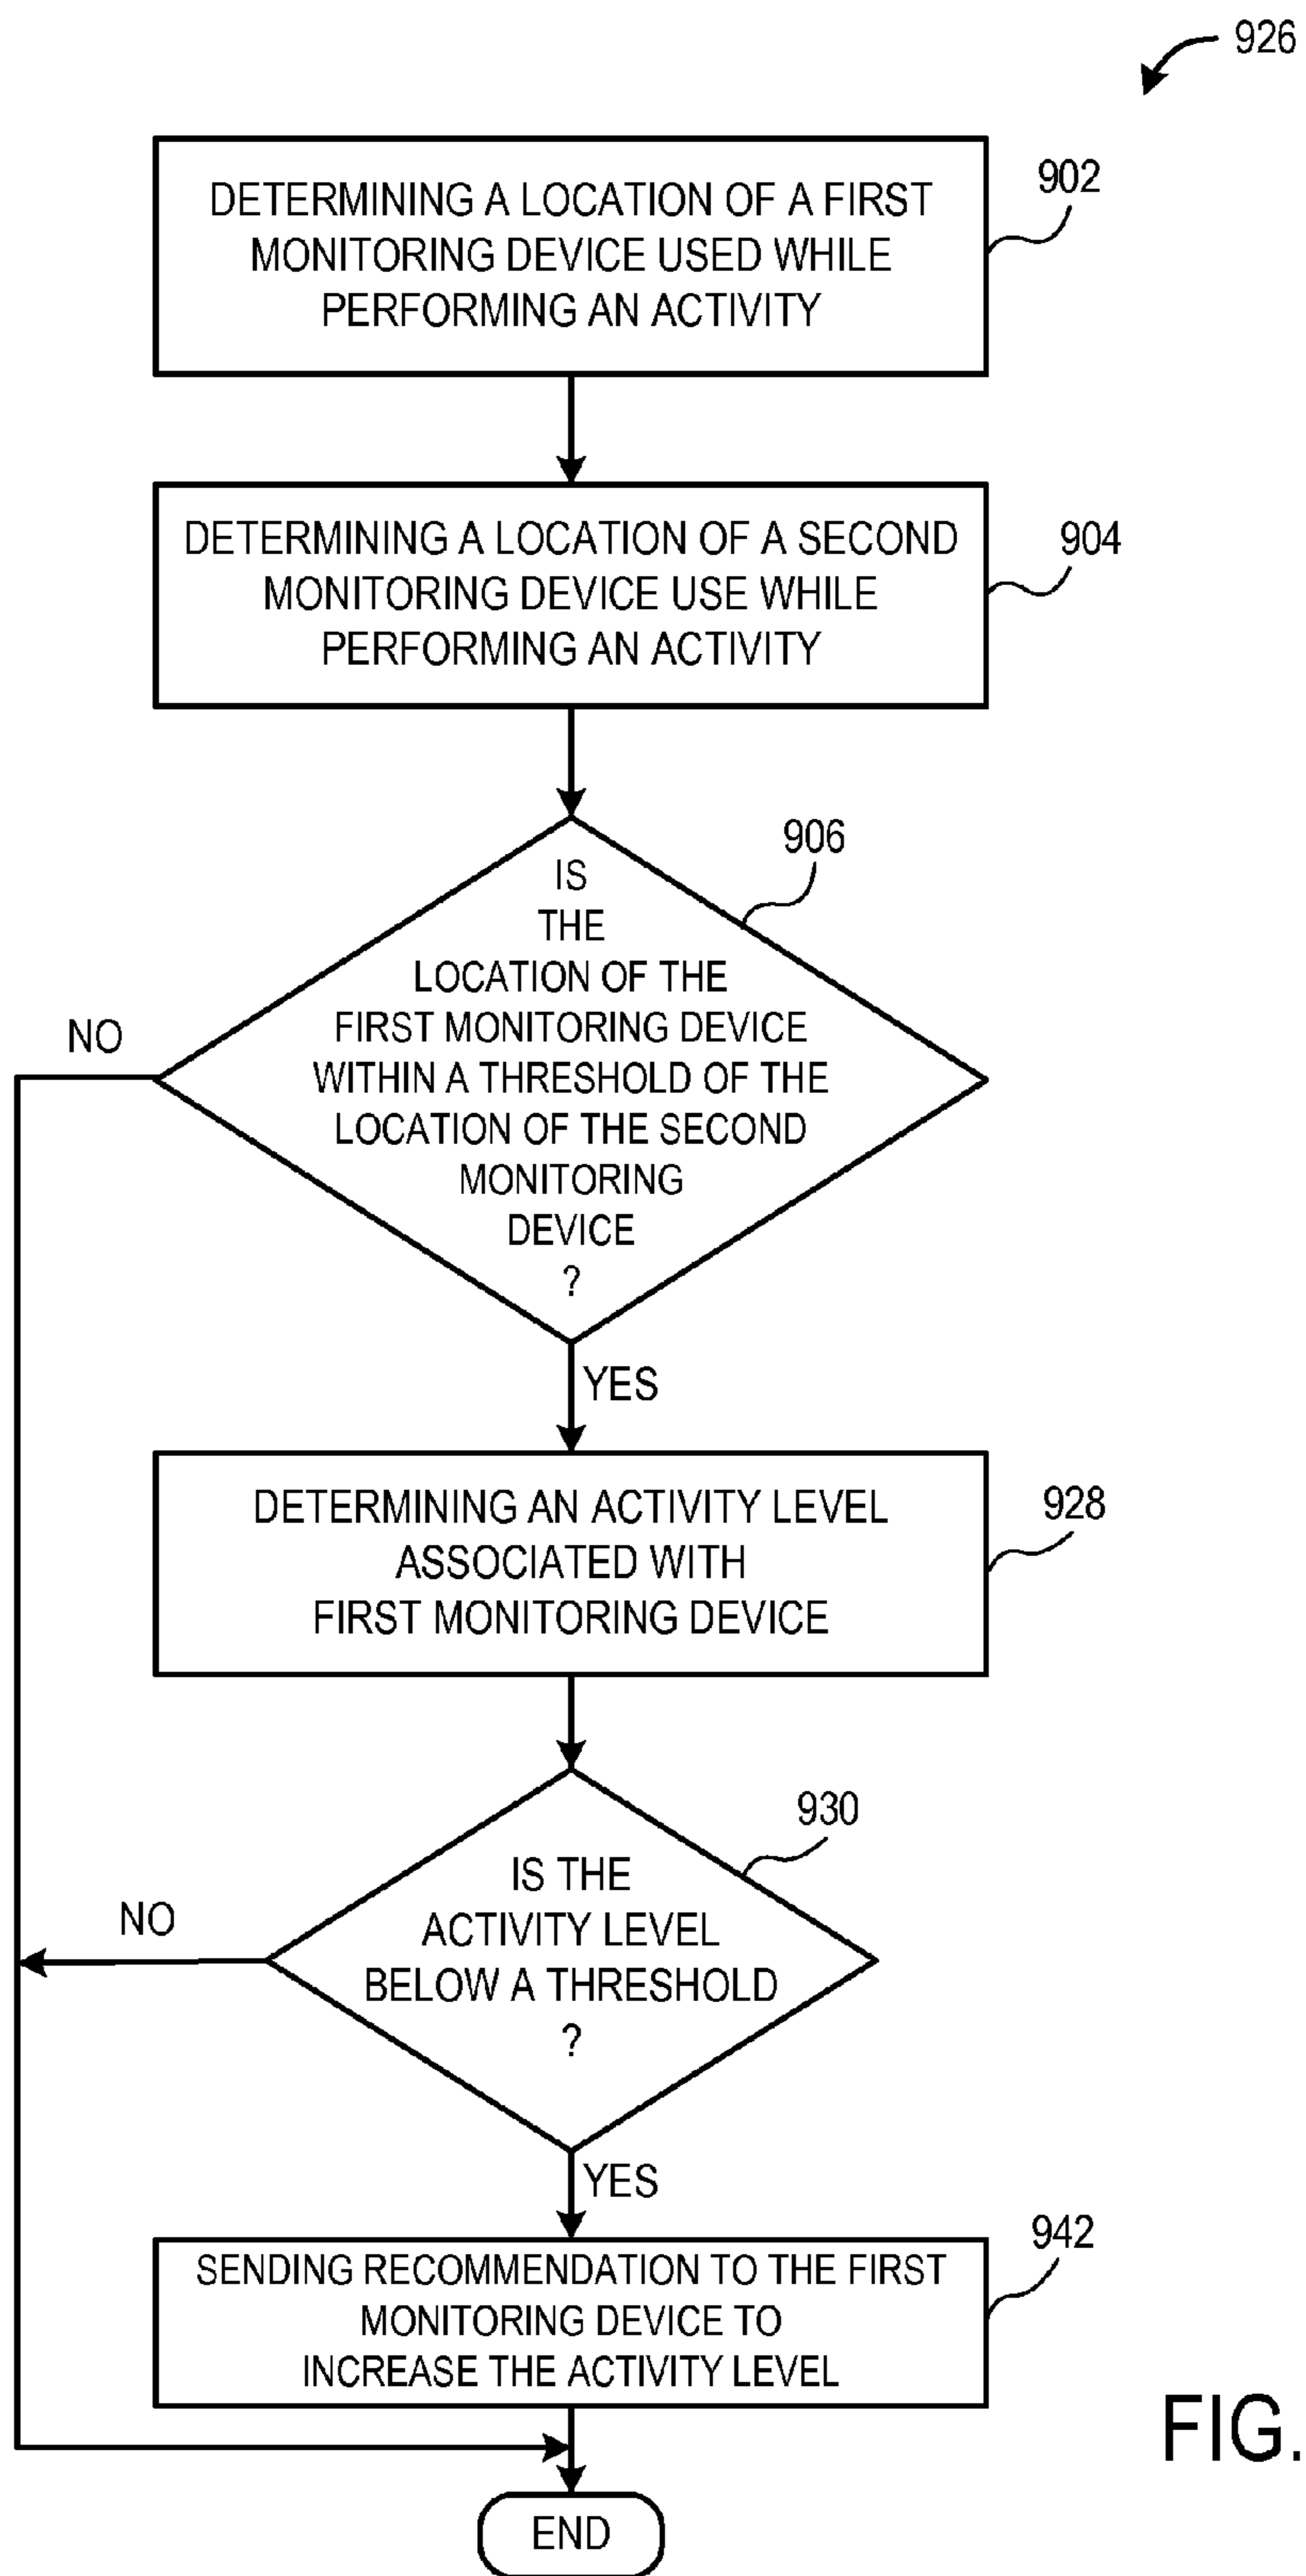 926
DETERMINING A LOCATION OF A FIRST
MONITORING DEVICE USED WHILE
PERFORMING AN ACTIVITY
902
DETERMINING A LOCATION OF A SECOND
MONITORING DEVICE USE WHILE
PERFORMING AN ACTIVITY
904
906
IS
THE
LOCATION OF THE
FIRST MONITORING DEVICE
WITHIN A THRESHOLD OF THE
LOCATION OF THE SECOND
MONITORING
DEVICE
?
NO
YES
DETERMINING AN ACTIVITY LEVEL
ASSOCIATED WITH
FIRST MONITORING DEVICE
928
930
IS THE
ACTIVITY LEVEL
BELOW A THRESHOLD
?
NO
YES
SENDING RECOMMENDATION TO THE FIRST
MONITORING DEVICE TO
INCREASE THE ACTIVITY LEVEL
942
FIG.
END